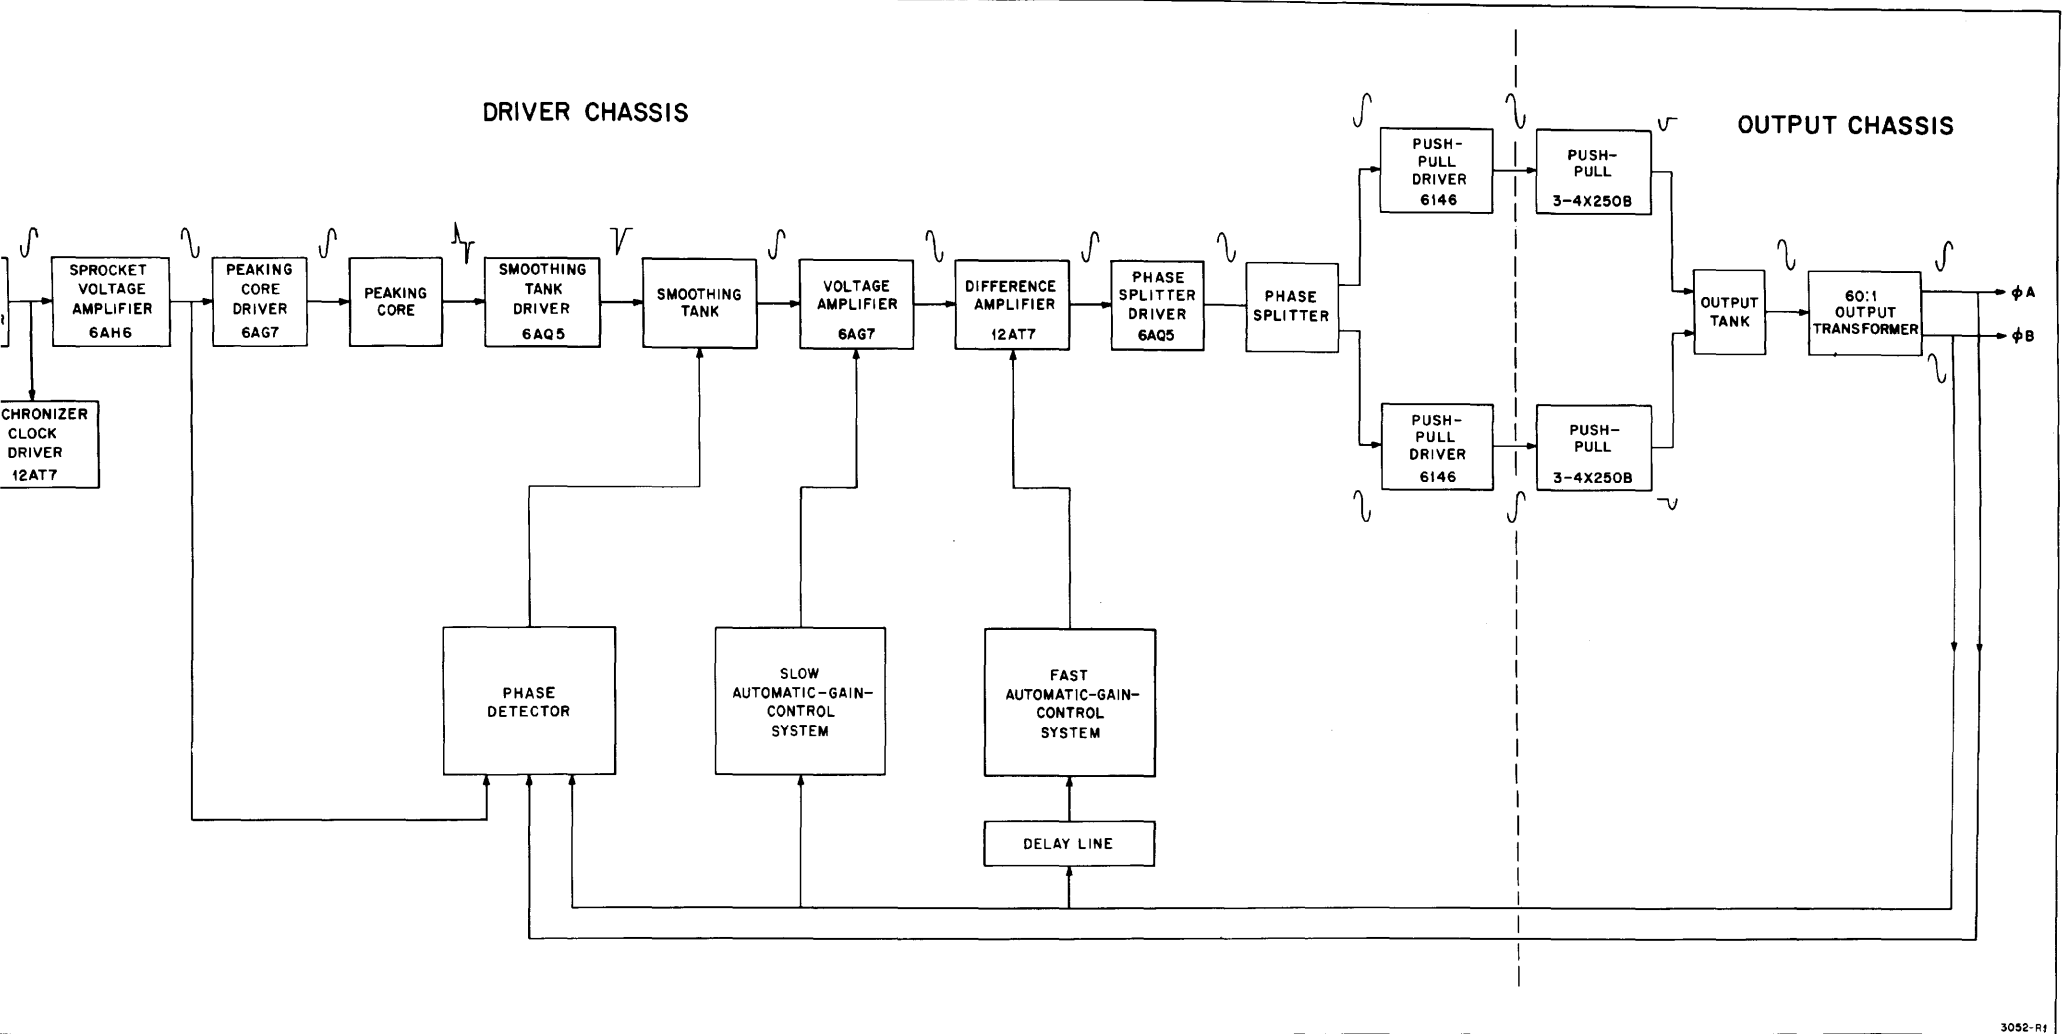 DRIVER CHASSIS
OUTPUT CHASSIS
SPROCKET
VOLTAGE
AMPLIFIER
6AH6
PEAKING
CORE
DRIVER
6AG7
PEAKING
CORE
SMOOTHING
TANK
DRIVER
6AQ5
SMOOTHING
TANK
VOLTAGE
AMPLIFIER
6AG7
DIFFERENCE
AMPLIFIER
12AT7
PHASE
SPLITTER
DRIVER
6AQ5
PHASE
SPLITTER
PUSH-
PULL
DRIVER
6146
PUSH-
PULL
3-4X250B
PUSH-
PULL
DRIVER
6146
PUSH-
PULL
3-4X250B
OUTPUT
TANK
60:1
OUTPUT
TRANSFORMER
ϕA
ϕB
CHRONIZER
CLOCK
DRIVER
12AT7
PHASE
DETECTOR
SLOW
AUTOMATIC-GAIN-
CONTROL
SYSTEM
FAST
AUTOMATIC-GAIN-
CONTROL
SYSTEM
DELAY LINE
3052-R1